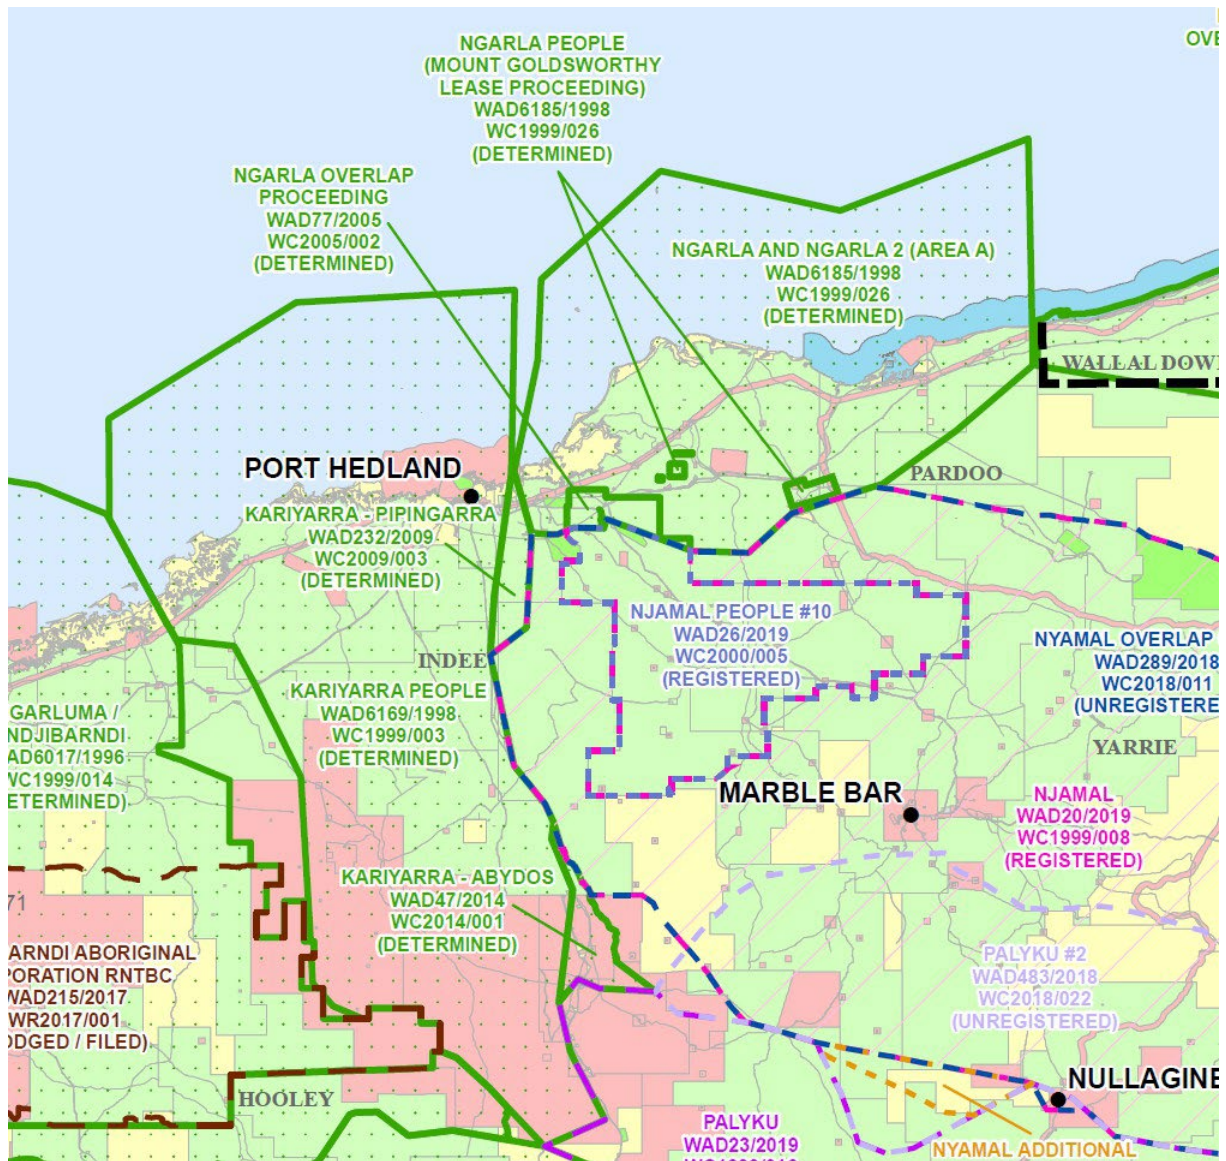 OVE
NGARLA PEOPLE
(MOUNT GOLDSWORTHY
LEASE PROCEEDING)
WAD6185/1998
WC1999/026
(DETERMINED)
NGARLA OVERLAP
PROCEEDING
WAD77/2005
WC2005/002
(DETERMINED)
NGARLA AND NGARLA 2 (AREA A)
WAD6185/1998
WC1999/026
(DETERMINED)
WALLAL DOW
PORT HEDLAND
PARDOO
KARIYARRA - PIPINGARRA
WAD232/2009
WC2009/003
(DETERMINED)
NJAMAL PEOPLE #10
WAD26/2019
WC2000/005
(REGISTERED)
NYAMAL OVERLAP
WAD289/2018
WC2018/011
(UNREGISTERE
INDEE
KARIYARRA PEOPLE
WAD6169/1998
WC1999/003
(DETERMINED)
GARLUMA /
NDJIBARNDI
AD6017/1996
WC1999/014
ETERMINED)
YARRIE
MARBLE BAR
NJAMAL
WAD20/2019
WC1999/008
(REGISTERED)
KARIYARRA - ABYDOS
WAD47/2014
WC2014/001
(DETERMINED)
71
ARNDI ABORIGINAL
PORATION RNTBC
WAD215/2017
WR2017/001
ODGED / FILED)
PALYKU #2
WAD483/2018
WC2018/022
(UNREGISTERED)
HOOLEY
NULLAGINE
PALYKU
WAD23/2019
NYAMAL ADDITIONAL